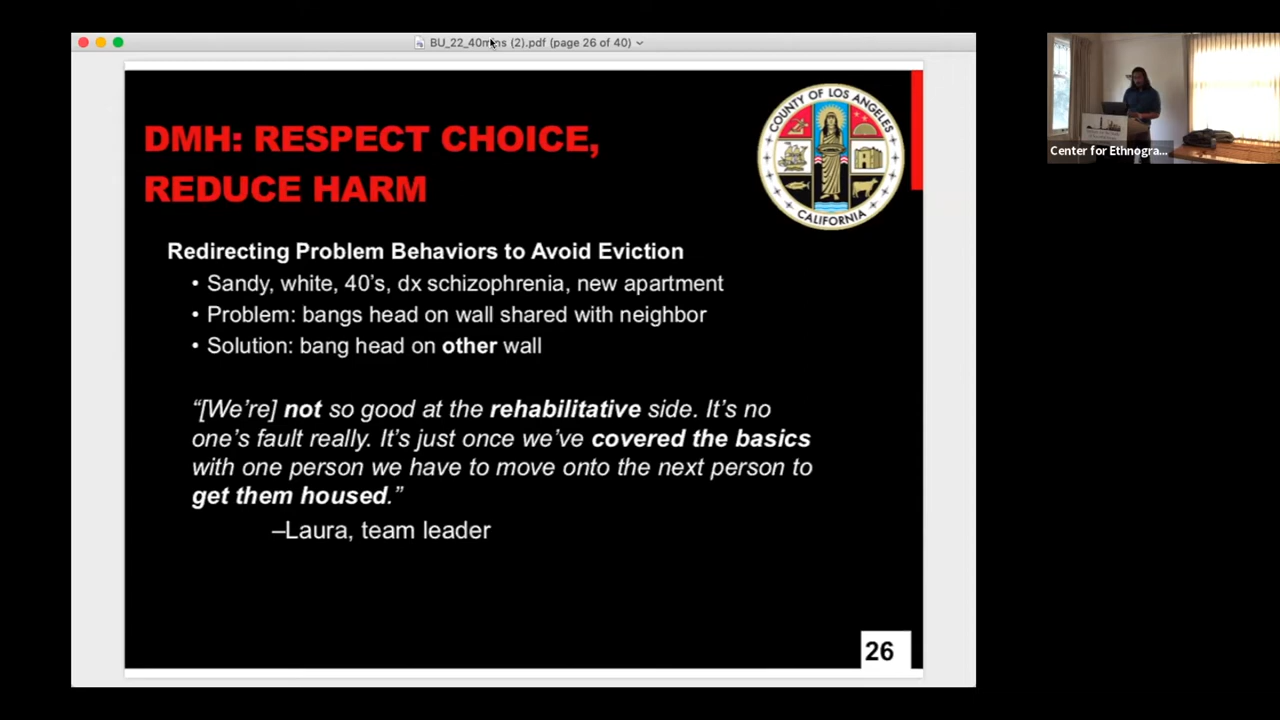 BU_22_40mins (2).pdf (page 26 of 40)
DMH: RESPECT CHOICE,
REDUCE HARM
COUNTY OF LOS ANGELES
CALIFORNIA
Redirecting Problem Behaviors to Avoid Eviction
• Sandy, white, 40’s, dx schizophrenia, new apartment
• Problem: bangs head on wall shared with neighbor
• Solution: bang head on other wall
“[We’re] not so good at the rehabilitative side. It’s no
one’s fault really. It’s just once we’ve covered the basics
with one person we have to move onto the next person to
get them housed.”
–Laura, team leader
26
Center for Ethnogra...